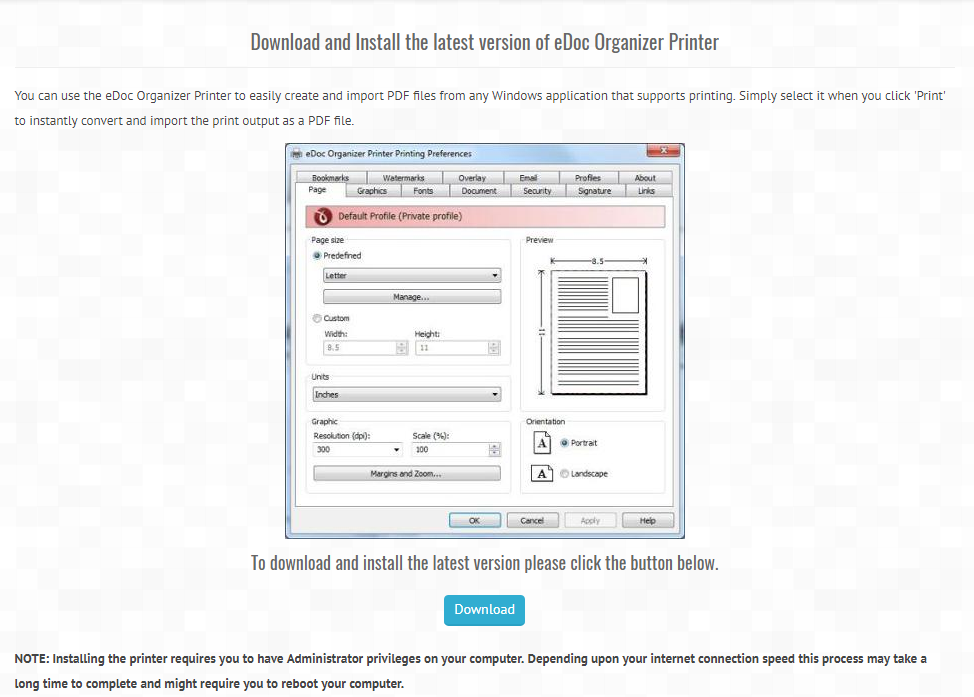 Download and Install the latest version of eDoc Organizer Printer
You can use the eDoc Organizer Printer to easily create and import PDF files from any Windows application that supports printing. Simply select it when you click 'Print'
to instantly convert and import the print output as a PDF file.
eDoc Organizer Printer Printing Preferences
Bookmarks Watermarks Overlay Email Profiles About
Page Graphics Fonts Document Security Signature Links
Default Profile (Private profile)
Page size
Predefined
Letter
Manage...
Custom
Width: Height:
8.5 11
Units
Inches
Graphic
Resolution (dpi): Scale (%):
300 100
Margins and Zoom...
Preview
8.5
11
Orientation
A Portrait
A Landscape
OK Cancel Apply Help
To download and install the latest version please click the button below.
Download
NOTE: Installing the printer requires you to have Administrator privileges on your computer. Depending upon your internet connection speed this process may take a
long time to complete and might require you to reboot your computer.